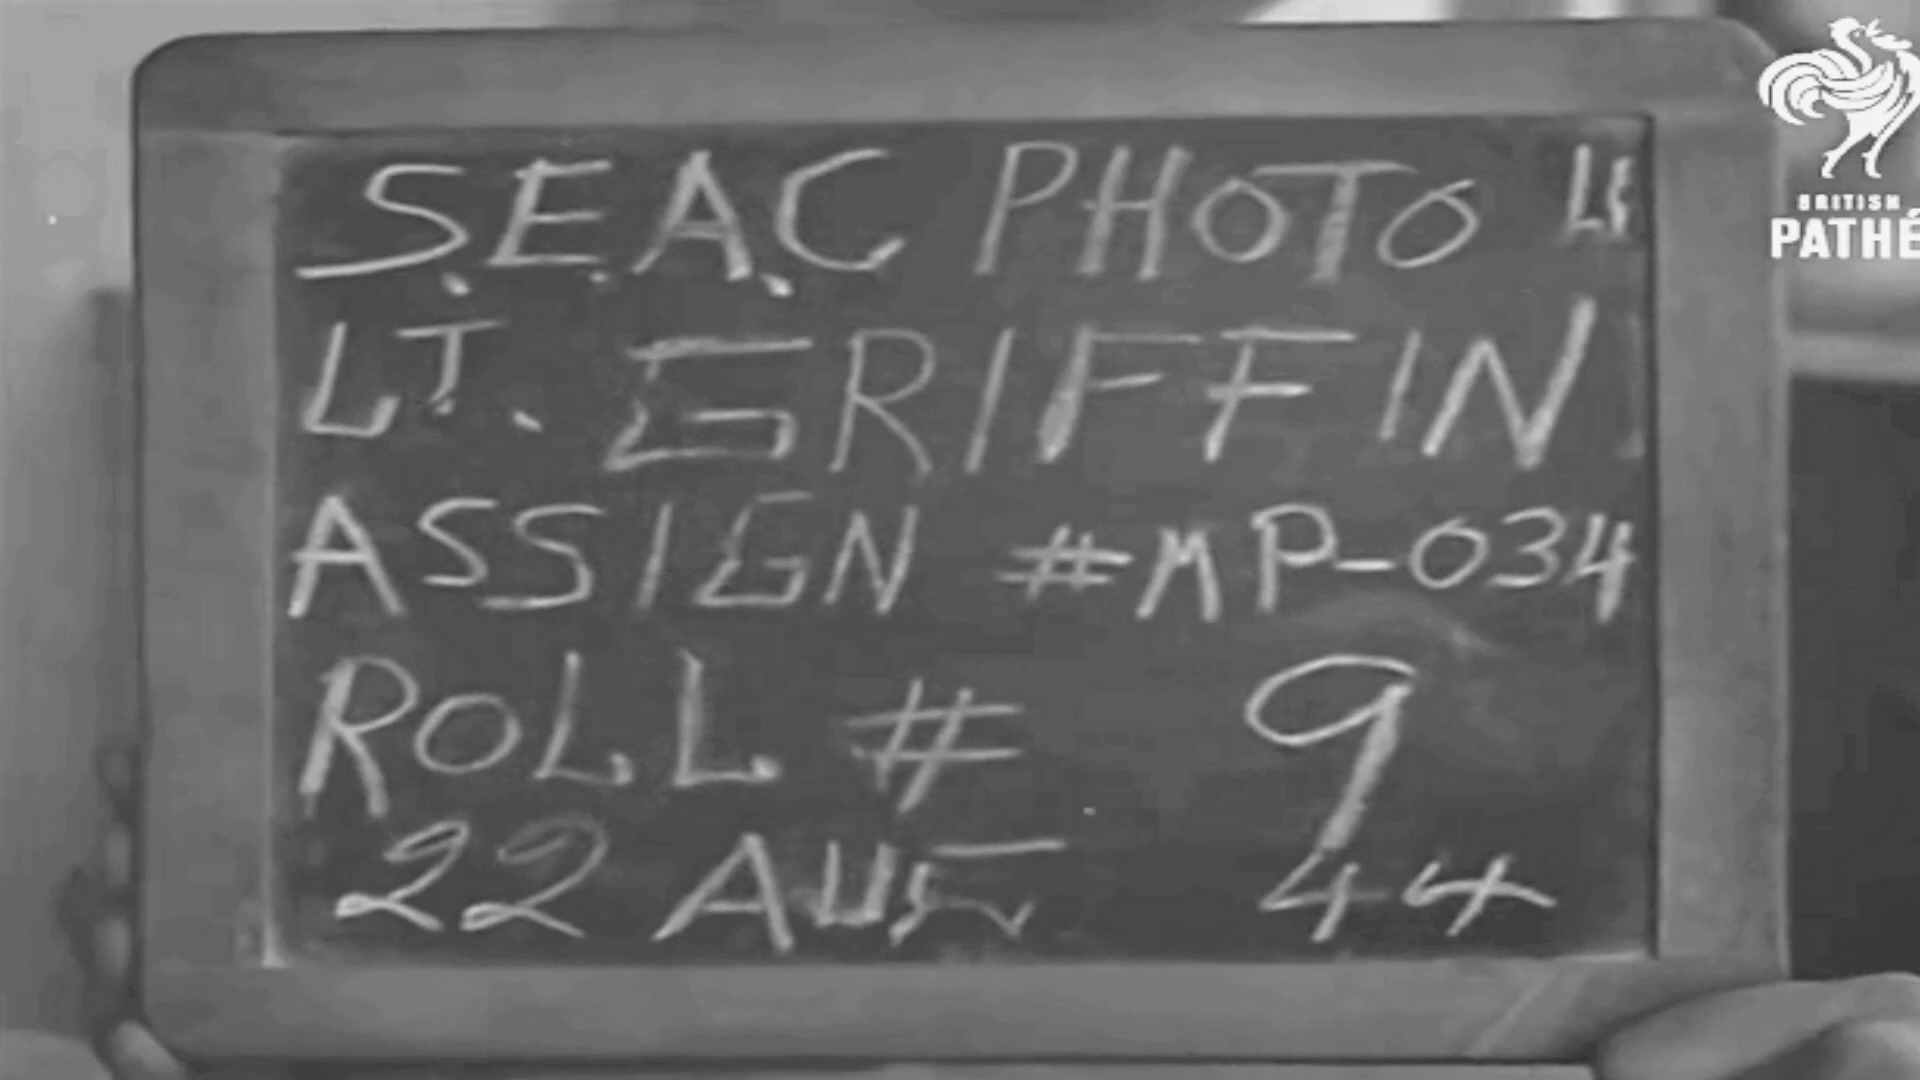 S.E.A.C PHOTO U
LT. GRIFFIN
ASSIGN #MP-034
ROLL # 9
22 AUG 44
BRITISH
PATHÉ